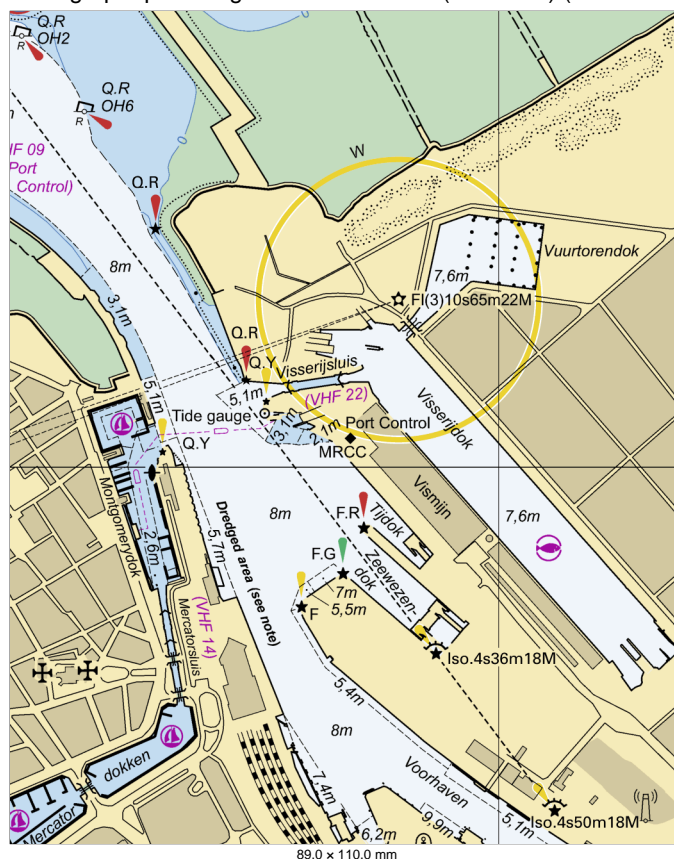 Q.R
OH2
R
Q.R
OH6
R
m
HF 09
Port
Control)
Q.R
W
8m
3,1m
7,6m
Vuurtorendok
Fl(3)10s65m22M
Q.R
Q.Y
Visserijsluis
5,1m
5,1m
(VHF 22)
Tide gauge
3,1m
2,1m
Port Control
MRCC
Visserijdok
Q.Y
Montgomerydok
2,6m
8m
F.R
Tijdok
Vismijn
7,6m
5,7m
Dredged area (see note)
F.G
Zeewezen-
dok
7m
5,5m
F
Iso.4s36m18M
(VHF 14)
Mercatorsluis
5,4m
8m
Voorhaven
dokken
Mercator
7,4m
6,2m
9,9m
5,1m
Iso.4s50m18M
89.0 × 110.0 mm